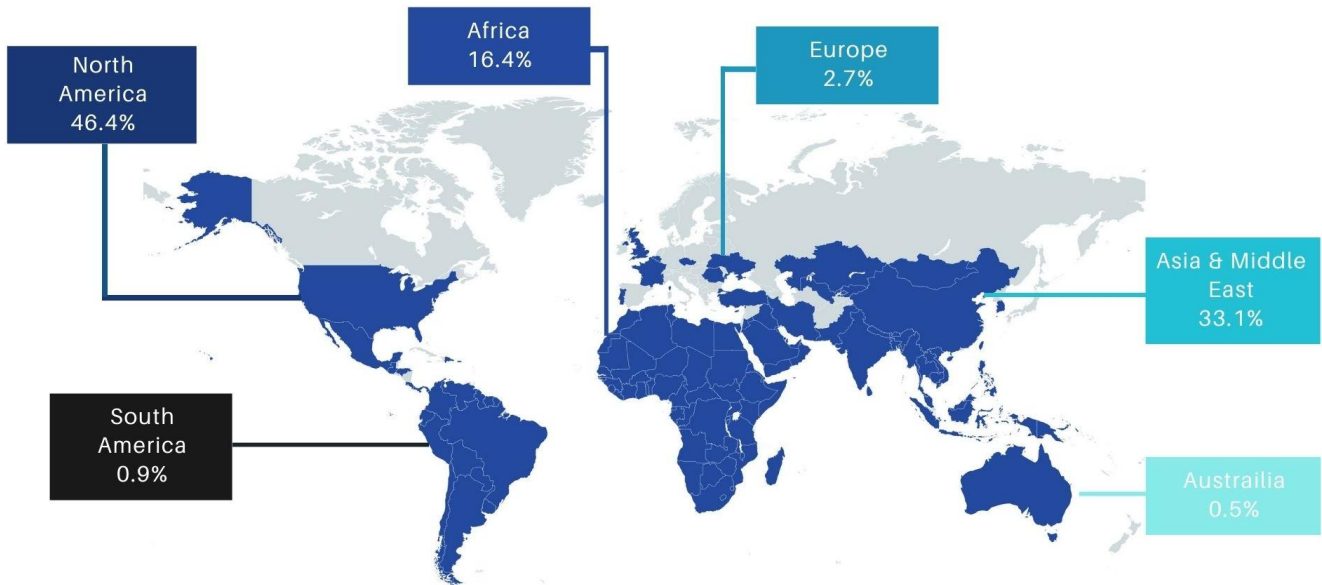 North
America
46.4%
Africa
16.4%
Europe
2.7%
Asia & Middle
East
33.1%
South
America
0.9%
Austrailia
0.5%